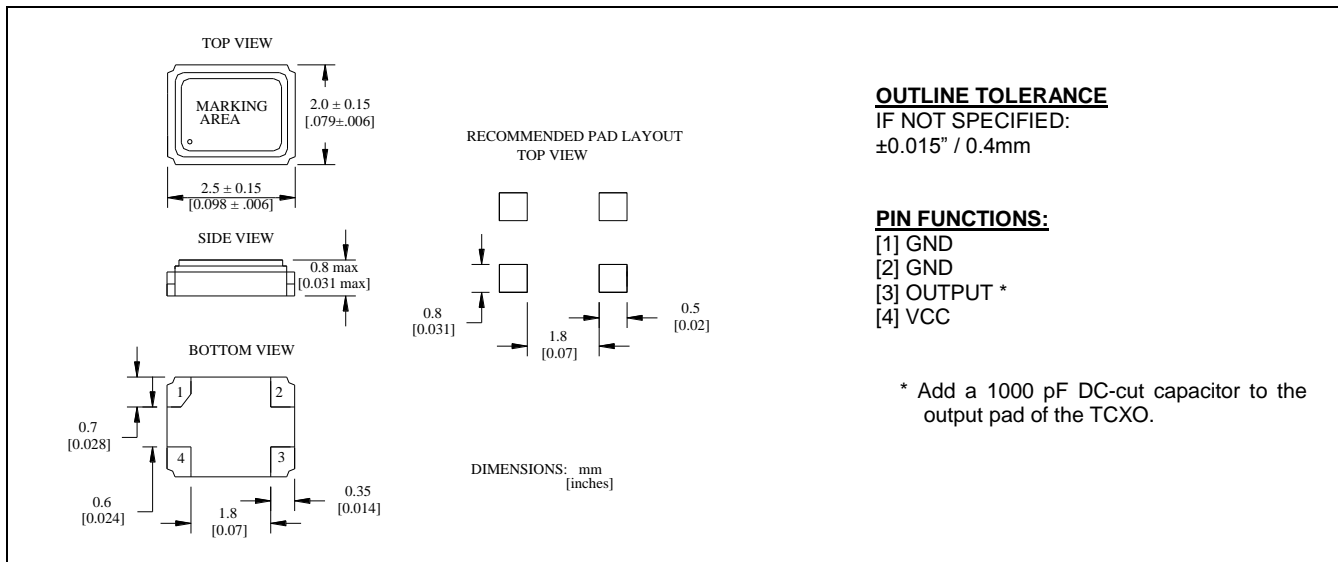 TOP VIEW
MARKING
AREA
2.0 ± 0.15
[.079±.006]
2.5 ± 0.15
[0.098 ± .006]
SIDE VIEW
0.8 max
[0.031 max]
BOTTOM VIEW
1
2
4
3
0.7
[0.028]
0.6
[0.024]
1.8
[0.07]
0.35
[0.014]
RECOMMENDED PAD LAYOUT
TOP VIEW
0.8
[0.031]
1.8
[0.07]
0.5
[0.02]
DIMENSIONS: mm
[inches]
OUTLINE TOLERANCE
IF NOT SPECIFIED:
±0.015” / 0.4mm
PIN FUNCTIONS:
[1] GND
[2] GND
[3] OUTPUT *
[4] VCC
* Add a 1000 pF DC-cut capacitor to the
output pad of the TCXO.